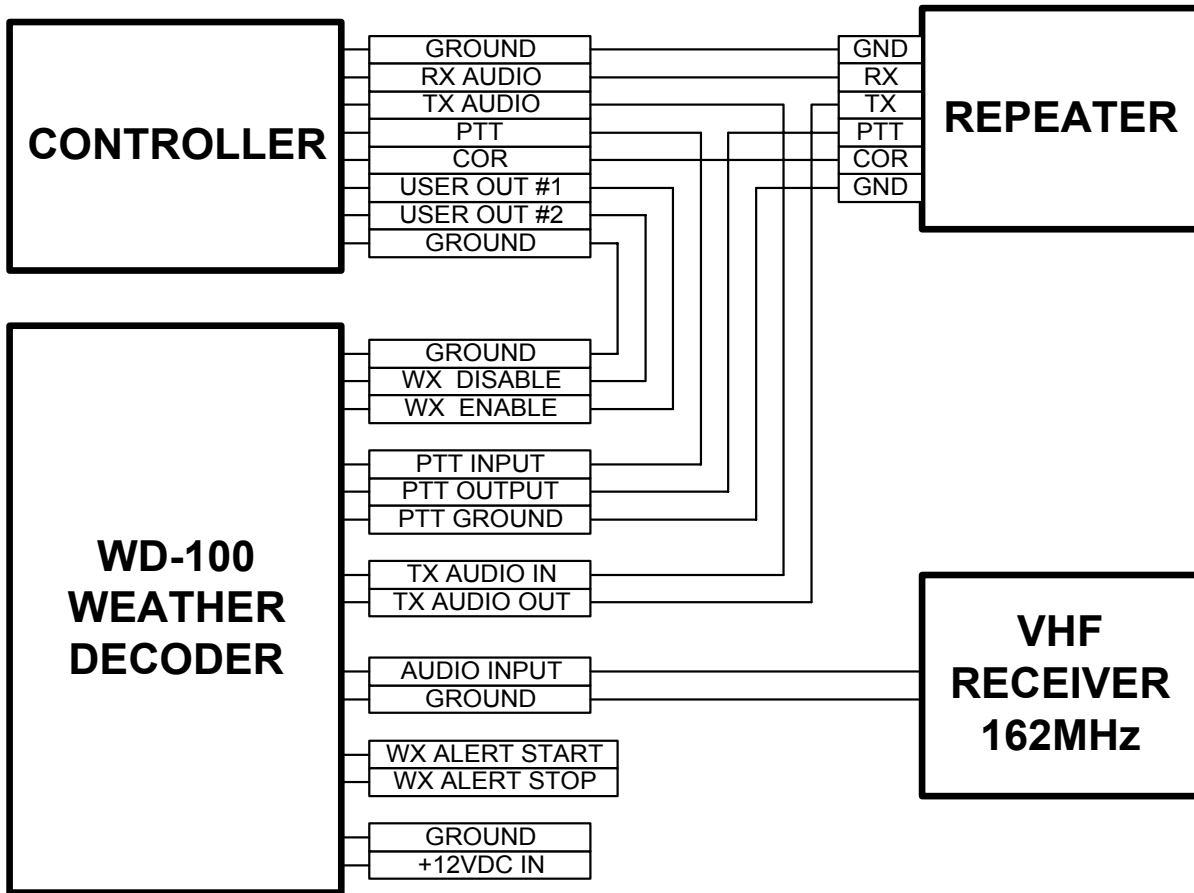 CONTROLLER
GROUND
RX AUDIO
TX AUDIO
PTT
COR
USER OUT #1
USER OUT #2
GROUND
GND
RX
TX
PTT
COR
GND
REPEATER
WD-100
WEATHER
DECODER
GROUND
WX DISABLE
WX ENABLE
PTT INPUT
PTT OUTPUT
PTT GROUND
TX AUDIO IN
TX AUDIO OUT
AUDIO INPUT
GROUND
WX ALERT START
WX ALERT STOP
GROUND
+12VDC IN
VHF
RECEIVER
162MHz